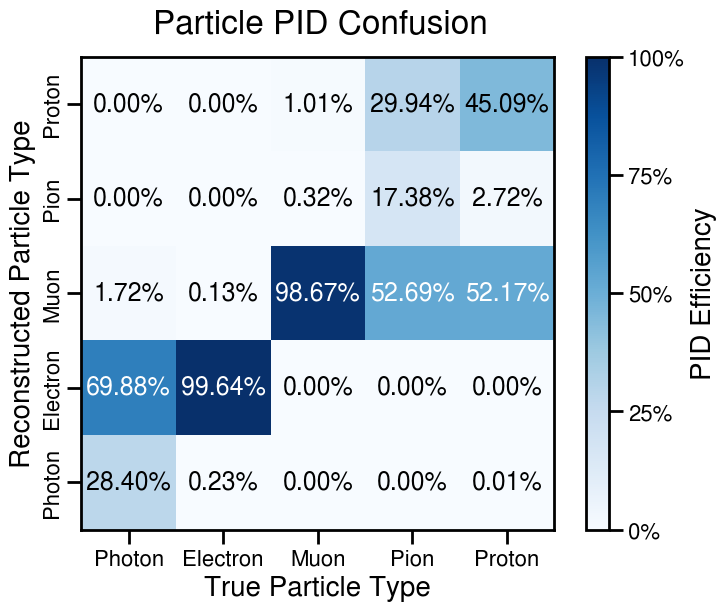 Particle PID Confusion
Reconstructed Particle Type
Proton
0.00% 0.00% 1.01% 29.94% 45.09%
Pion
0.00% 0.00% 0.32% 17.38% 2.72%
Muon
1.72% 0.13% 98.67% 52.69% 52.17%
Electron
69.88% 99.64% 0.00% 0.00% 0.00%
Photon
28.40% 0.23% 0.00% 0.00% 0.01%
Photon Electron Muon Pion Proton
True Particle Type
100%
75%
50%
25%
0%
PID Efficiency